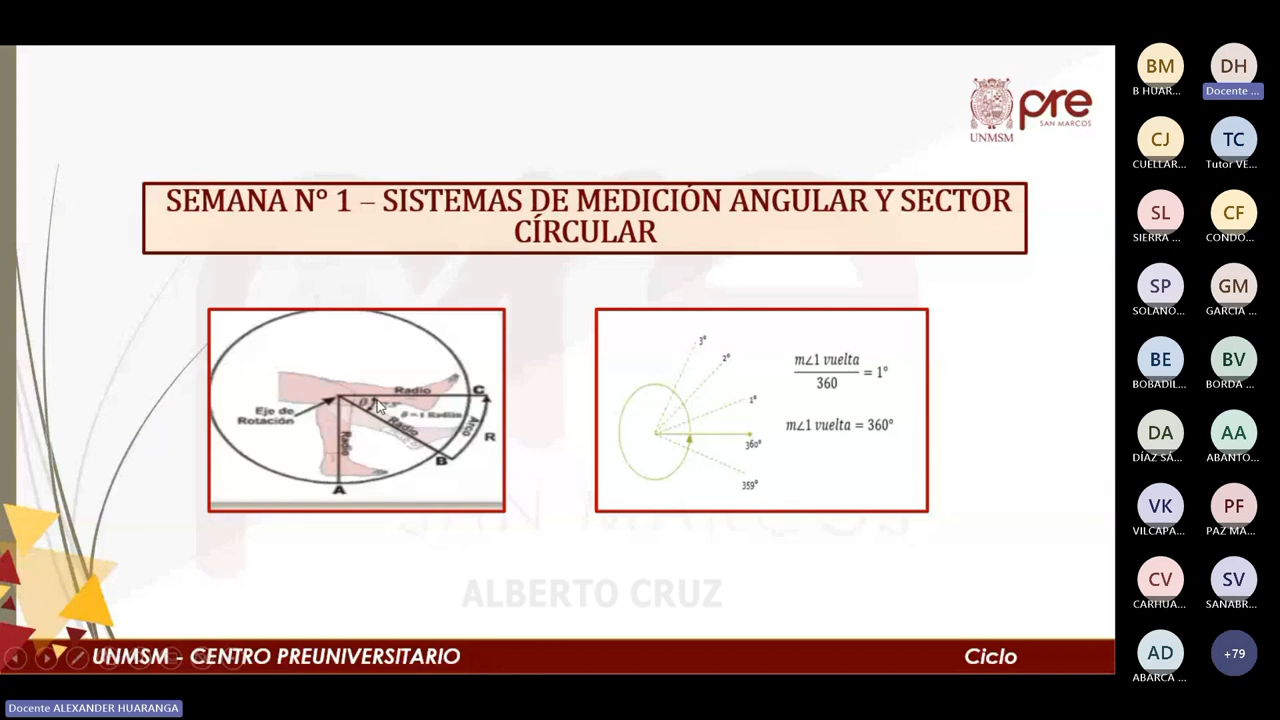 UNMSM
pre
SAN MARCOS
SEMANA N° 1 – SISTEMAS DE MEDICIÓN ANGULAR Y SECTOR
CÍRCULAR
Radio
C
Eje de
Rotación
θ = 1 Radián
Radio
Radio
Arco
R
B
A
3°
2°
1°
360°
359°
m∠1 vuelta
360
= 1°
m∠1 vuelta = 360°
SAN MARCOS
ALBERTO CRUZ
UNMSM - CENTRO PREUNIVERSITARIO
Ciclo
Docente ALEXANDER HUARANGA
BM
B HUAR...
DH
Docente ...
CJ
CUELLAR...
TC
Tutor VE...
SL
SIERRA ...
CF
CONDO...
SP
SOLANO...
GM
GARCIA ...
BE
BOBADIL...
BV
BORDA ...
DA
DÍAZ SÁ...
AA
ABANTO...
VK
VILCAPA...
PF
PAZ MA...
CV
CARHUA...
SV
SANABR...
AD
ABARCA ...
+79